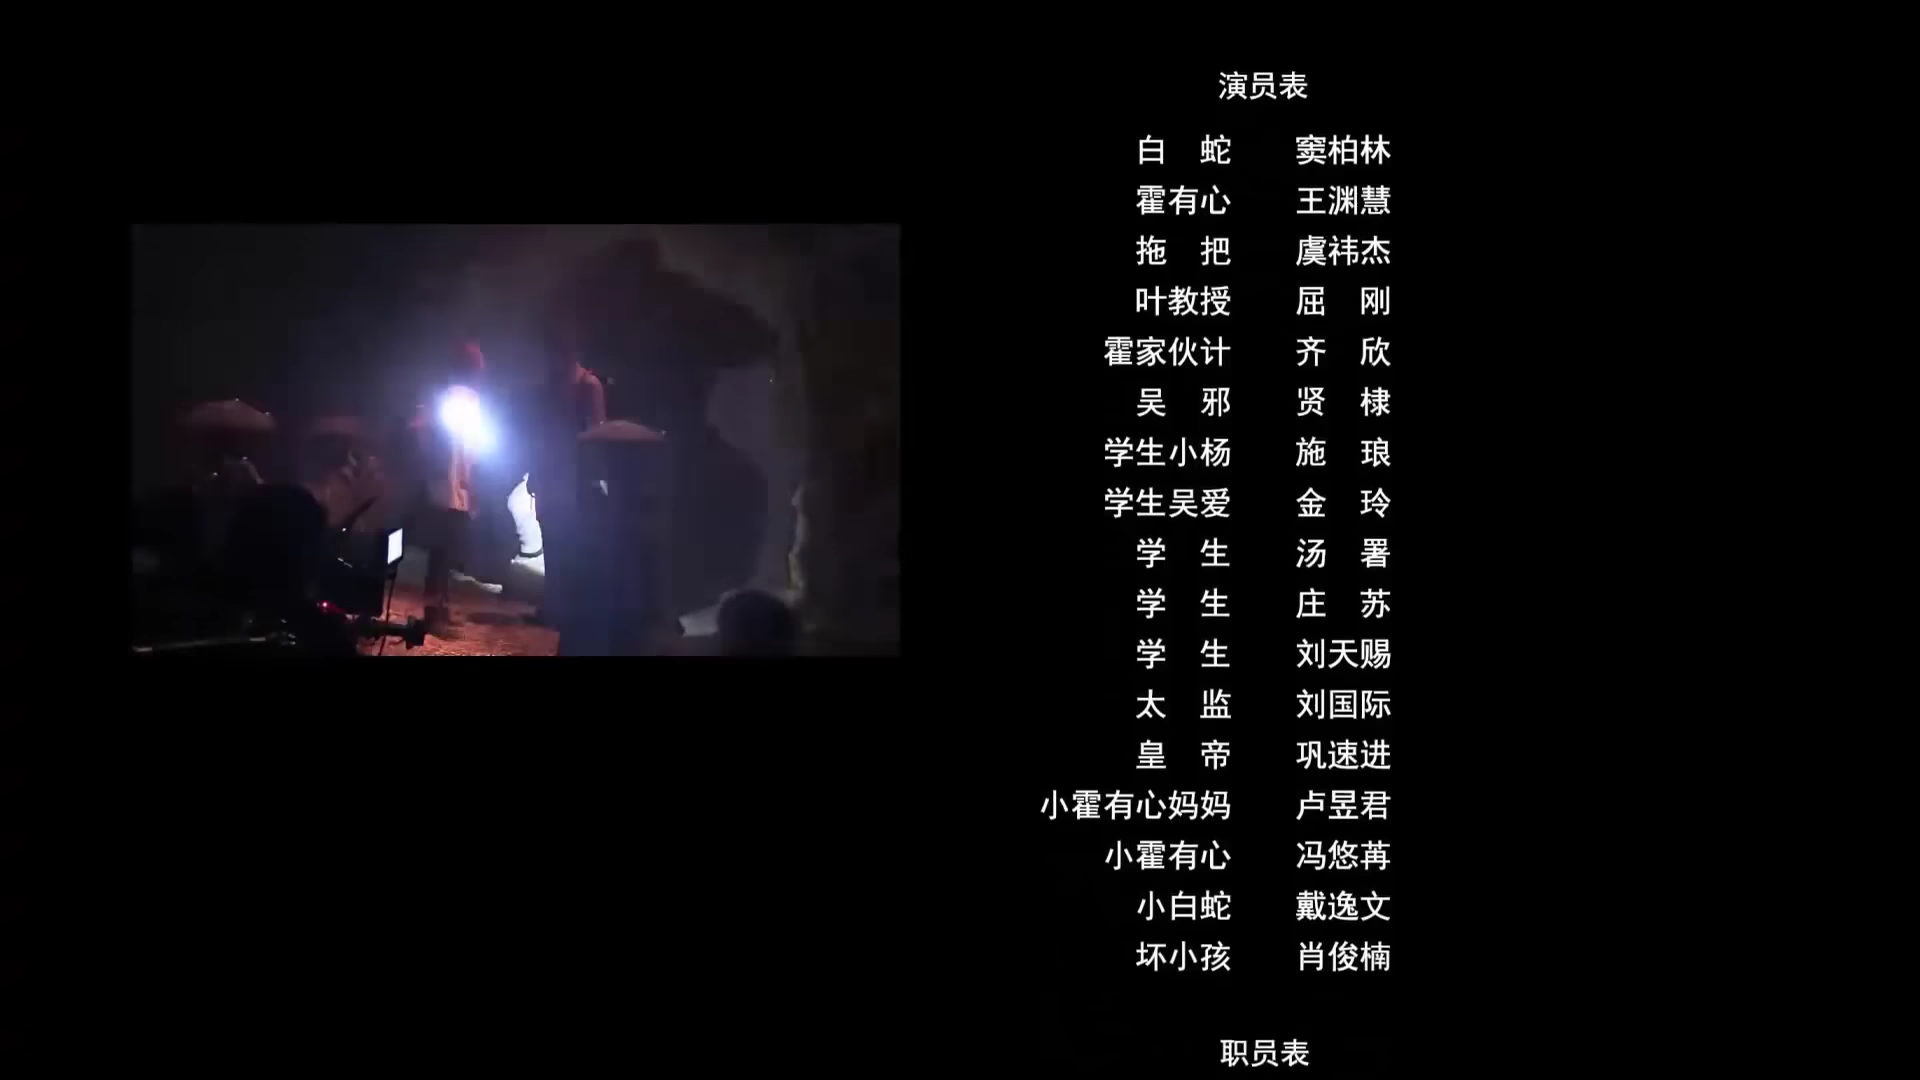 演员表
白 蛇 窦柏林
霍有心 王渊慧
拖 把 虞祎杰
叶教授 屈 刚
霍家伙计 齐 欣
吴 邪 贤 棣
学生小杨 施 琅
学生吴爱 金 玲
学 生 汤 署
学 生 庄 苏
学 生 刘天赐
太 监 刘国际
皇 帝 巩速进
小霍有心妈妈 卢昱君
小霍有心 冯悠苒
小白蛇 戴逸文
坏小孩 肖俊楠
职员表